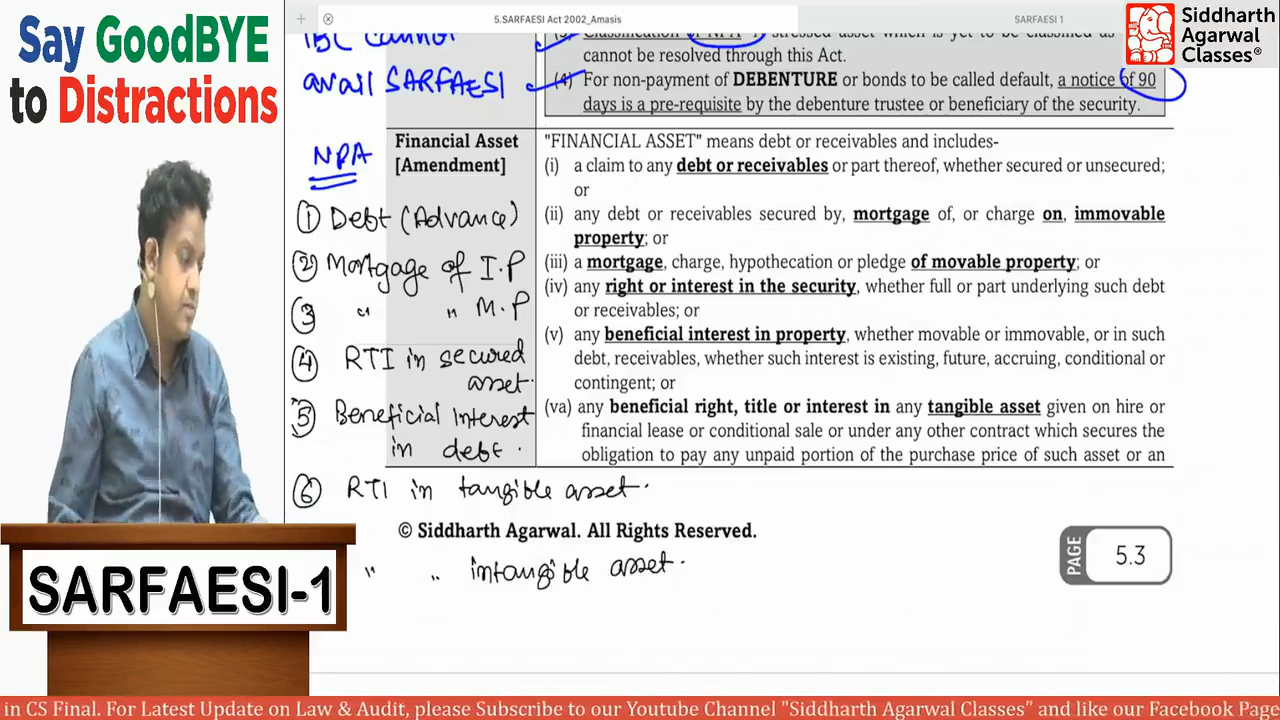 Say GoodBYE
to Distractions
5.SARFAESI Act 2002_Amasis
SARFAESI 1
Siddharth
Agarwal
Classes®
IBC cannot
avail SARFAESI
cannot be resolved through this Act.
(4) For non-payment of DEBENTURE or bonds to be called default, a notice of 90
days is a pre-requisite by the debenture trustee or beneficiary of the security.
Financial Asset
[Amendment]
"FINANCIAL ASSET" means debt or receivables and includes-
(i) a claim to any debt or receivables or part thereof, whether secured or unsecured;
or
(ii) any debt or receivables secured by, mortgage of, or charge on, immovable
property; or
(iii) a mortgage, charge, hypothecation or pledge of movable property; or
(iv) any right or interest in the security, whether full or part underlying such debt
or receivables; or
(v) any beneficial interest in property, whether movable or immovable, or in such
debt, receivables, whether such interest is existing, future, accruing, conditional or
contingent; or
(va) any beneficial right, title or interest in any tangible asset given on hire or
financial lease or conditional sale or under any other contract which secures the
obligation to pay any unpaid portion of the purchase price of such asset or an
NPA
① Debt (Advance)
② Mortgage of I.P
③ " " M.P
④ RTI in secured
asset.
⑤ Beneficial interest
in debt.
⑥ RTI in tangible asset.
© Siddharth Agarwal. All Rights Reserved.
" " intangible asset.
PAGE
5.3
SARFAESI-1
in CS Final. For Latest Update on Law & Audit, please Subscribe to our Youtube Channel "Siddharth Agarwal Classes" and like our Facebook Page